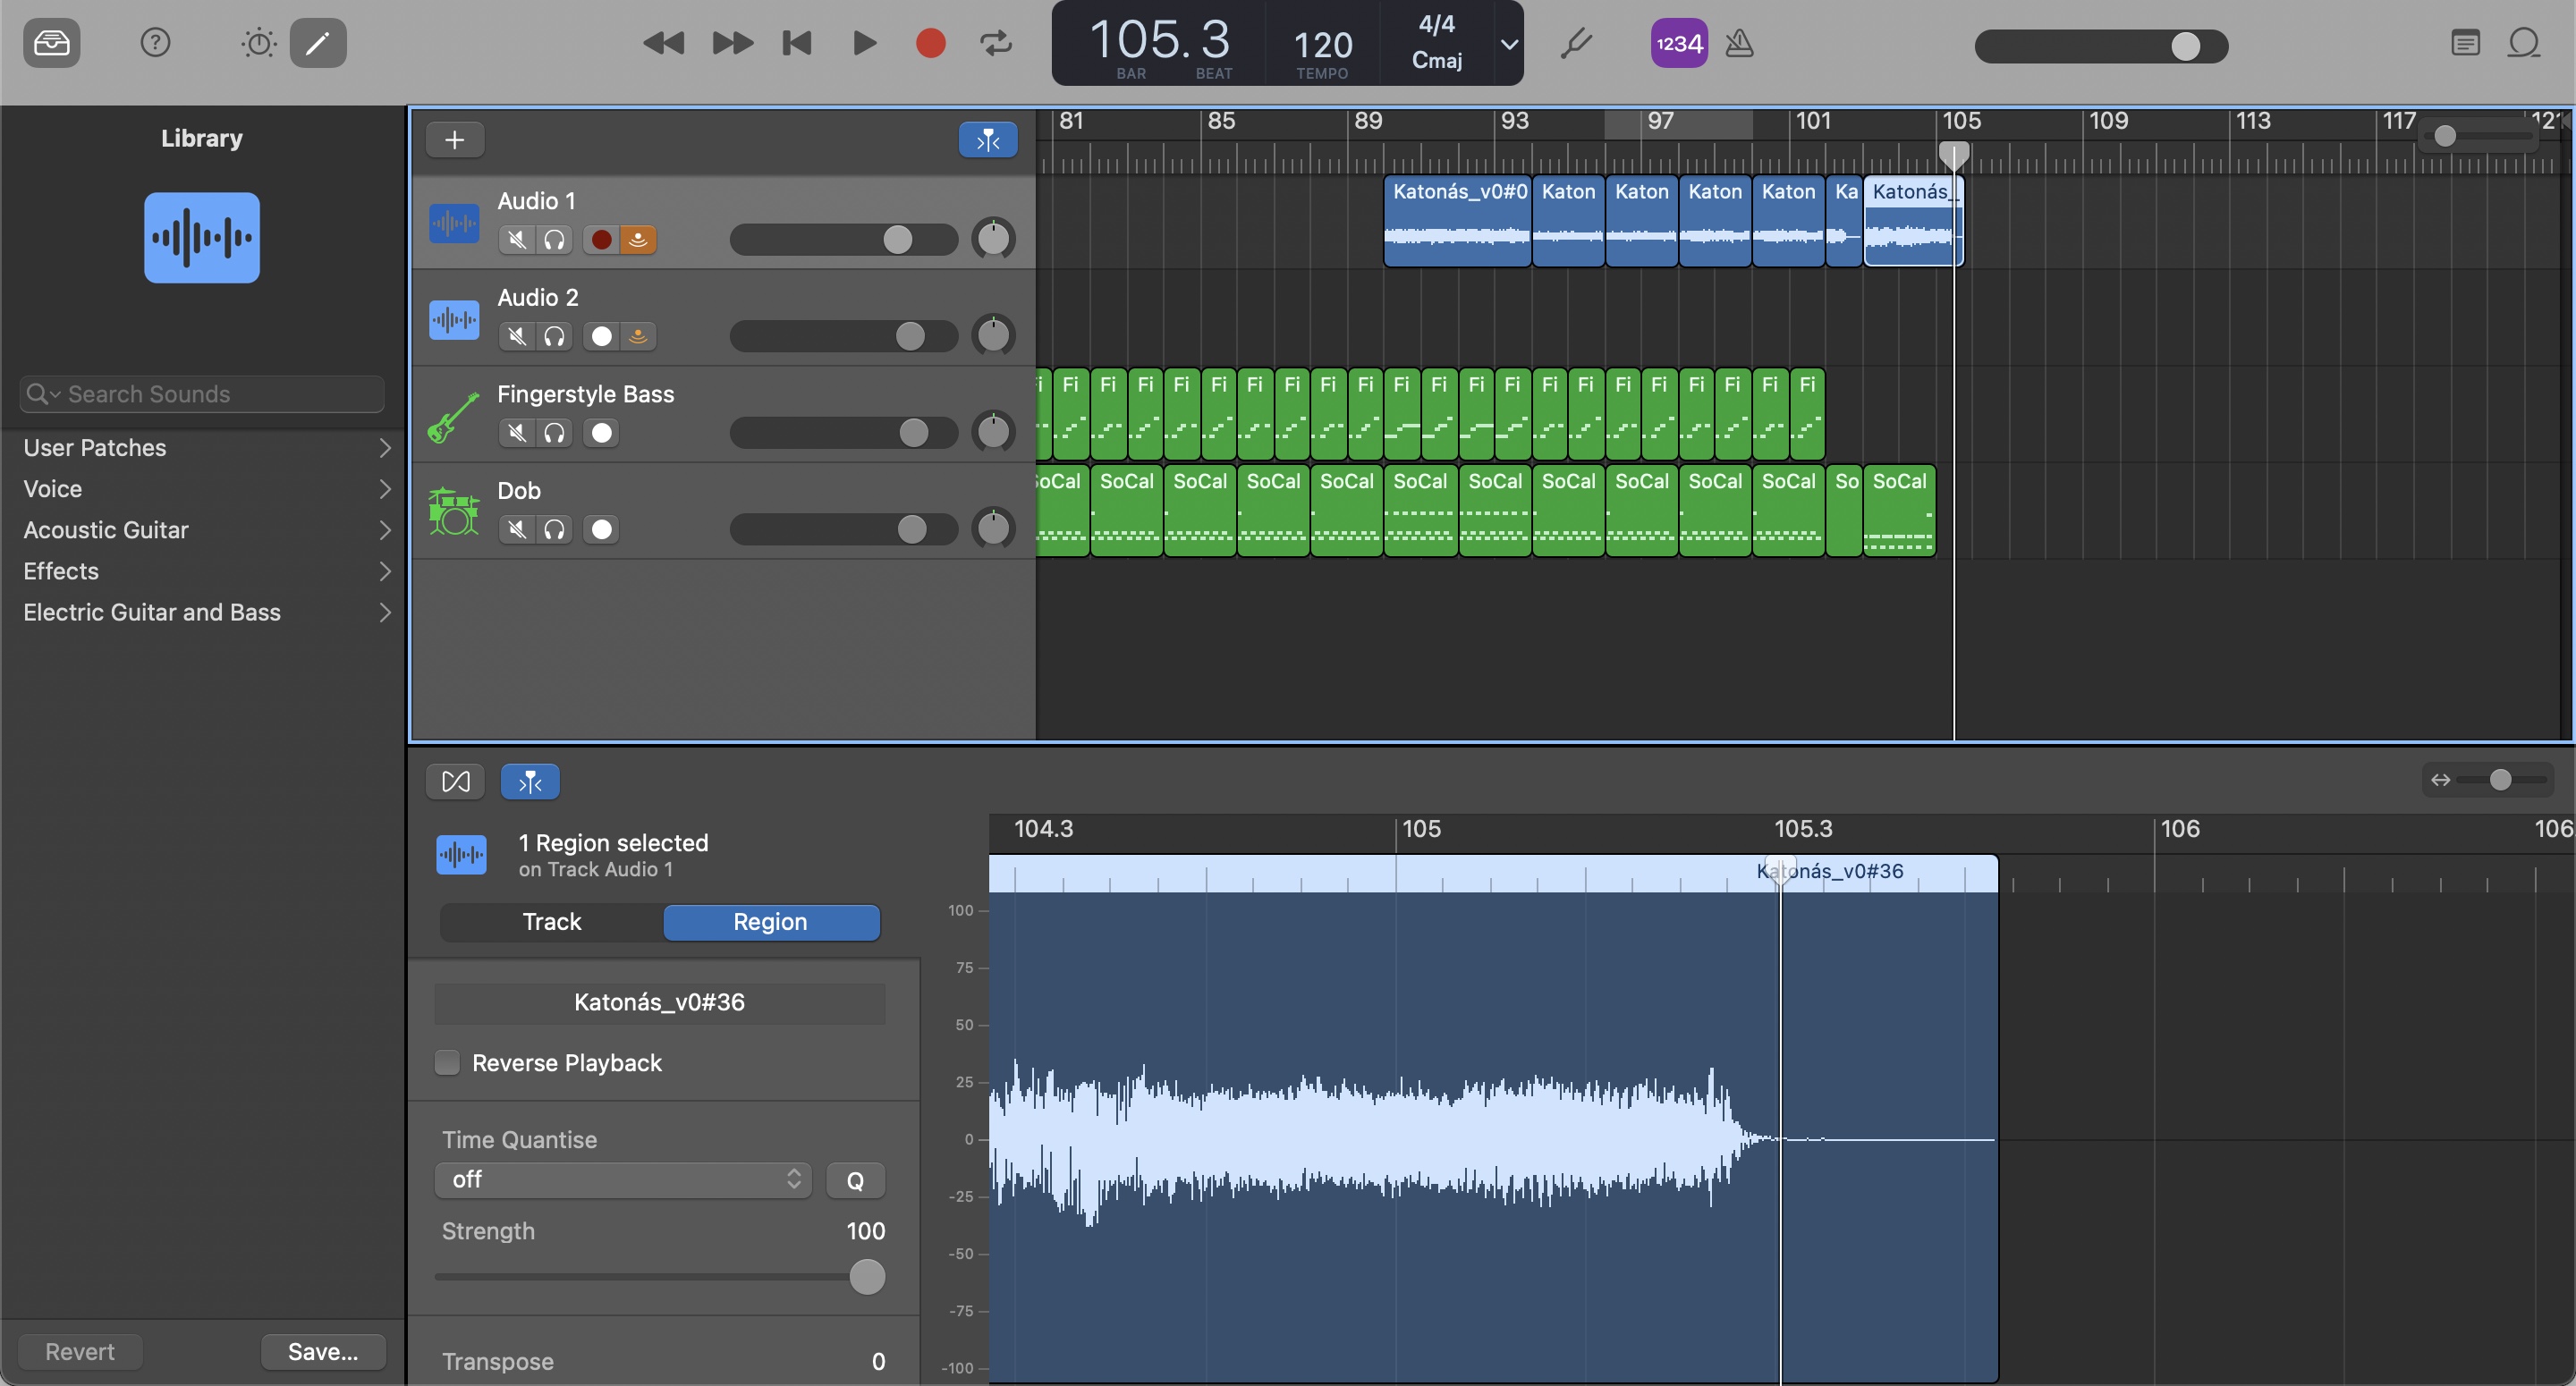 105. 3
BAR BEAT
120
TEMPO
4/4
Cmaj
1234
Library
Search Sounds
User Patches
Voice
Acoustic Guitar
Effects
Electric Guitar and Bass
Revert
Save...
81 85 89 93 97 101 105 109 113 117 121
Audio 1
Katonás_v0#0 Katon Katon Katon Katon Ka Katonás_
Audio 2
Fingerstyle Bass
Fi Fi Fi Fi Fi Fi Fi Fi Fi Fi Fi Fi Fi Fi Fi Fi Fi Fi Fi Fi Fi
Dob
SoCal SoCal SoCal SoCal SoCal SoCal SoCal SoCal SoCal SoCal SoCal So SoCal
1 Region selected
on Track Audio 1
Track Region
Katonás_v0#36
Reverse Playback
Time Quantise
off
Q
Strength 100
Transpose 0
104.3 105 105.3 106 106
Katonás_v0#36
100
75
50
25
0
-25
-50
-75
-100